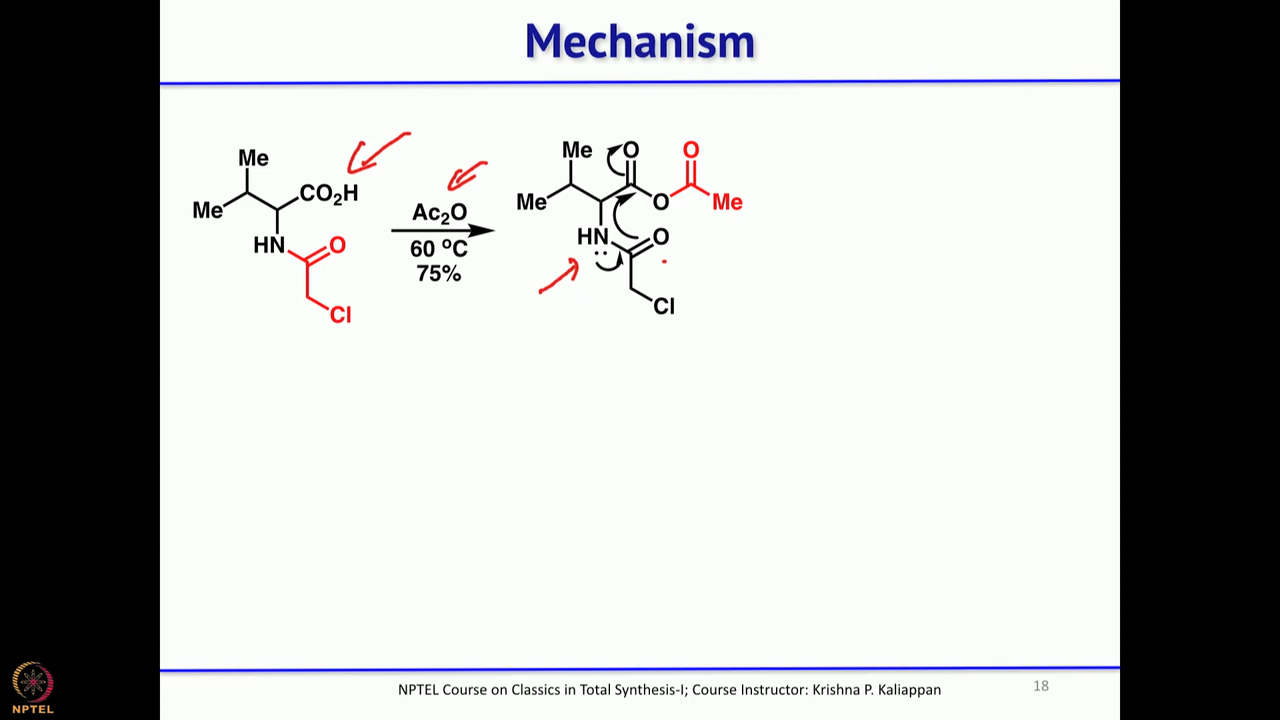 Mechanism
Me
Me
CO₂H
HN
O
Cl
Ac₂O
60 ºC
75%
Me
O
O
Me
O
Me
HN
O
Cl
NPTEL Course on Classics in Total Synthesis-I; Course Instructor: Krishna P. Kaliappan
18
NPTEL